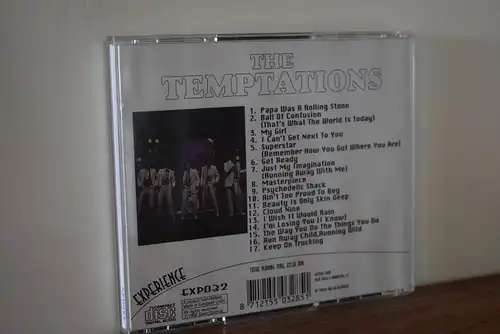 THE
TEMPTATIONS
1. Papa Was A Rolling Stone
2. Ball Of Confusion
(That's What The World Is Today)
3. My Girl
4. I Can't Get Next To You
5. Superstar
(Remember How You Got Where You Are)
6. Get Ready
7. Just My Imagination
(Running Away With Me)
8. Masterpiece
9. Psychedelic Shack
10. Ain't Too Proud To Beg
11. Beauty Is Only Skin Deep
12. Cloud Nine
13. I Wish It Would Rain
14. I'm Losing You (I Know)
15. The Way You Do The Things You Do
16. Run Away Child, Running Wild
17. Keep On Trucking
EXPERIENCE
EXP032
COMPACT
disc
8 712155 032851